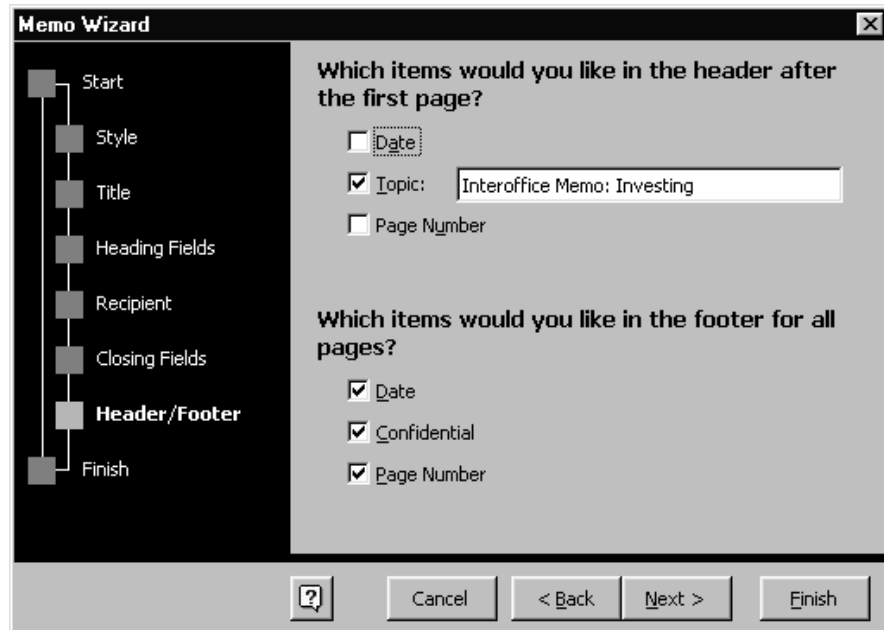 Memo Wizard
Start
Style
Title
Heading Fields
Recipient
Closing Fields
Header/Footer
Finish
Which items would you like in the header after
the first page?
Date
Topic: Interoffice Memo: Investing
Page Number
Which items would you like in the footer for all
pages?
Date
Confidential
Page Number
? Cancel < Back Next > Finish